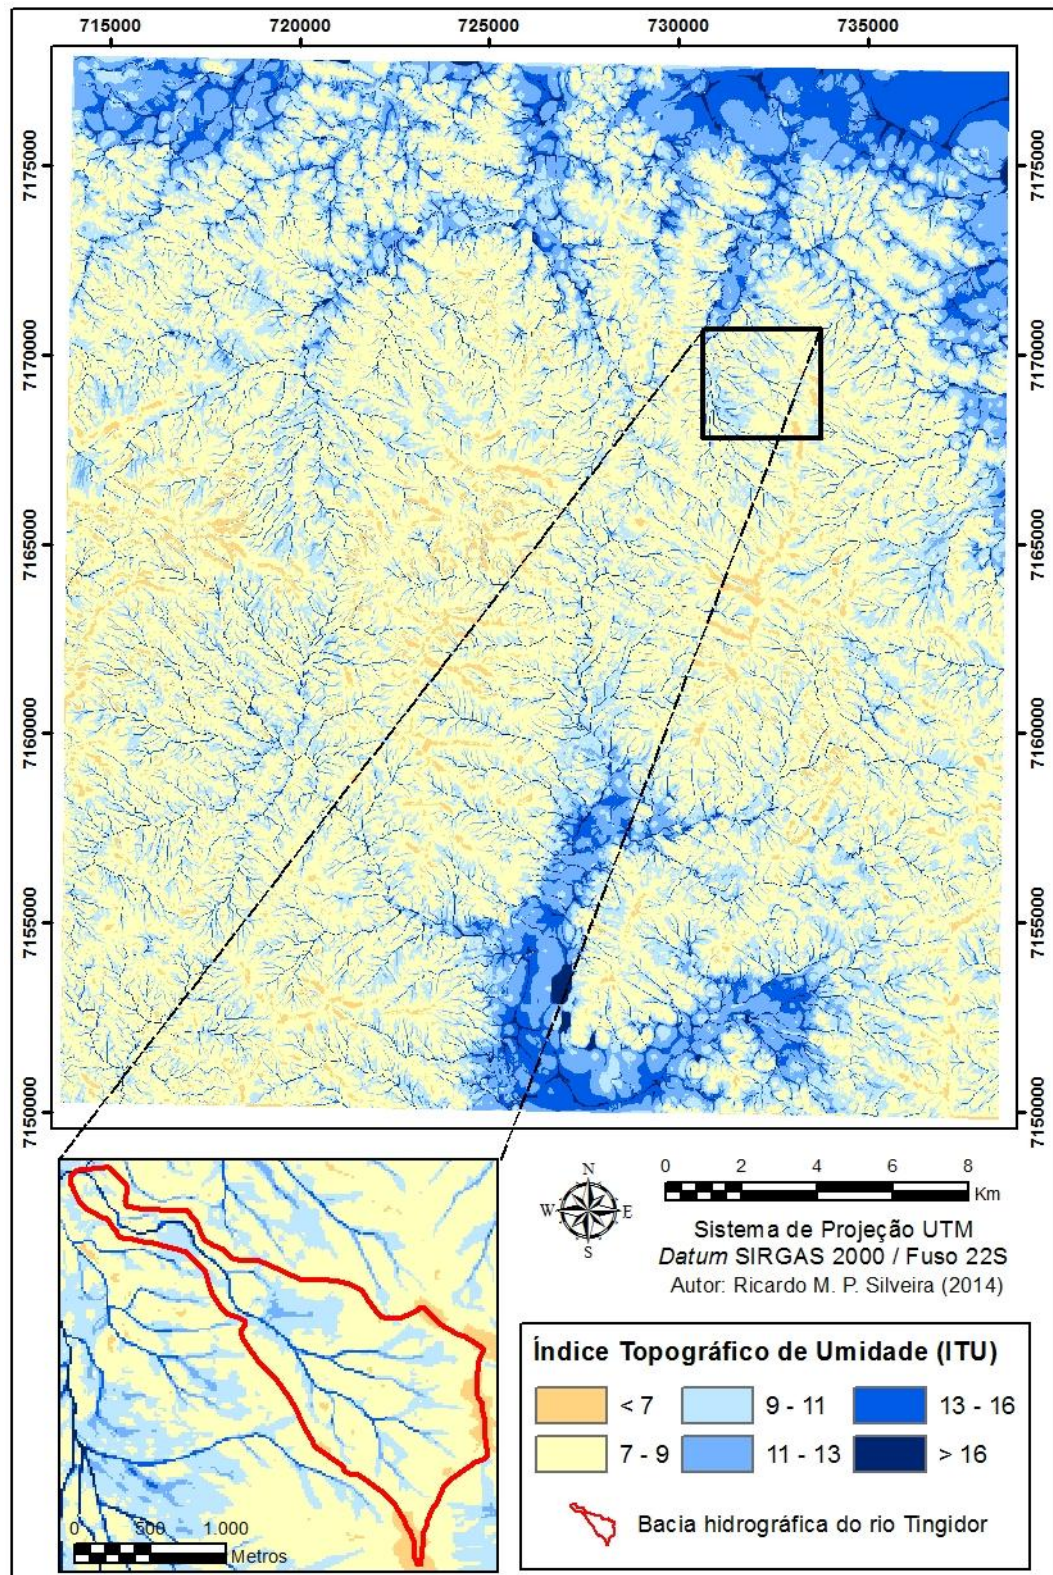 715000 720000 725000 730000 735000
7175000 7175000
7170000 7170000
7165000 7165000
7160000 7160000
7155000 7155000
7150000 7150000
N
W E
S
0 2 4 6 8
Km
Sistema de Projeção UTM
Datum SIRGAS 2000 / Fuso 22S
Autor: Ricardo M. P. Silveira (2014)
Índice Topográfico de Umidade (ITU)
< 7 9 - 11 13 - 16
7 - 9 11 - 13 > 16
Bacia hidrográfica do rio Tingidor
0 500 1.000
Metros